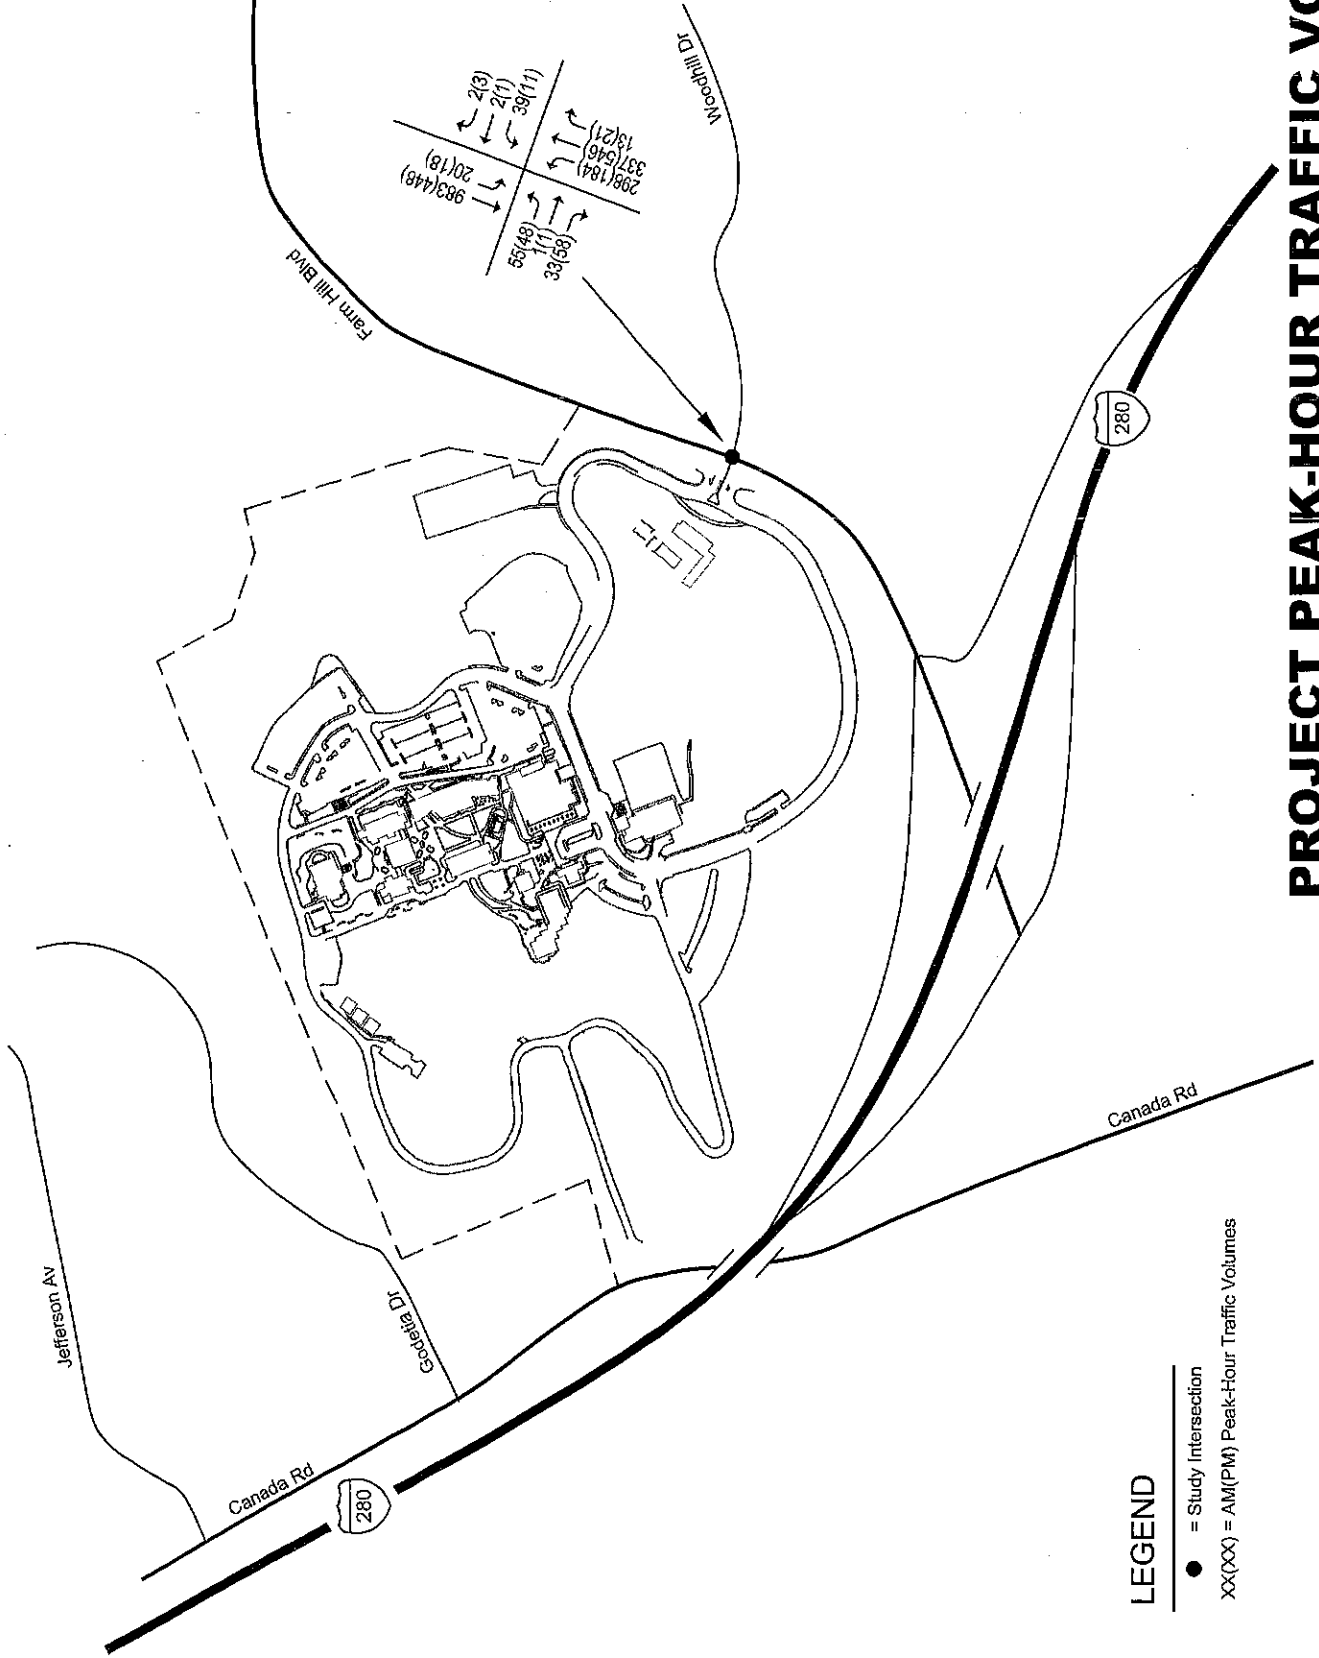 2(3)
2(1)
39(11)
983(448)
20(18)
13(21)
337(546)
298(184)
55(48)
1(1)
33(58)
Woodhill Dr
Farm Hill Blvd
280
Canada Rd
Jefferson Av
Godetia Dr
Canada Rd
280
LEGEND
= Study Intersection
XX(XX) = AM(PM) Peak-Hour Traffic Volumes
PROJECT PEAK-HOUR TRAFFIC VO